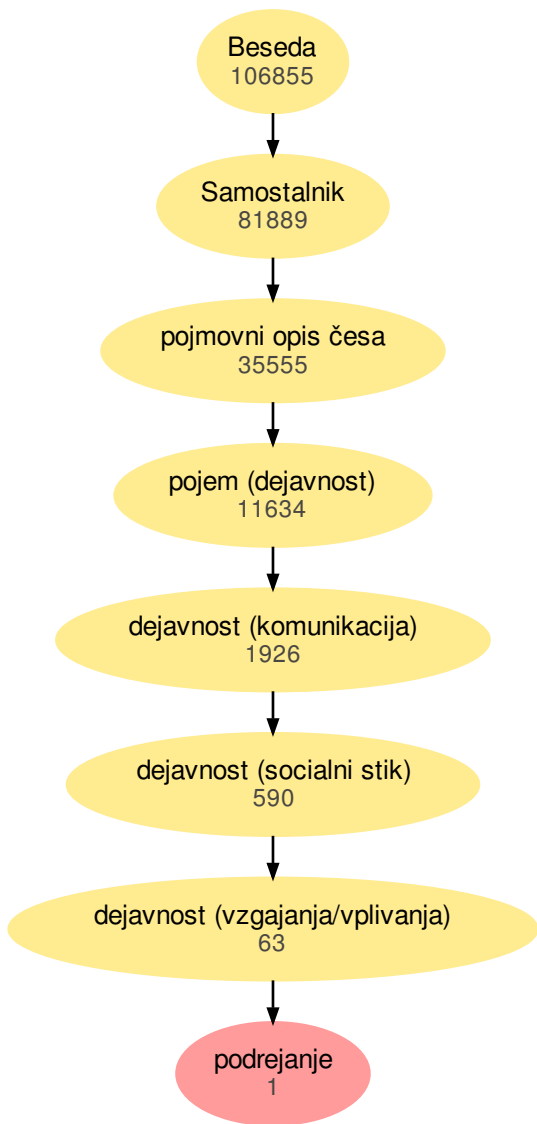 Beseda
106855
Samostalnik
81889
pojmovni opis česa
35555
pojem (dejavnost)
11634
dejavnost (komunikacija)
1926
dejavnost (socialni stik)
590
dejavnost (vzgajanja/vplivanja)
63
podrejanje
1